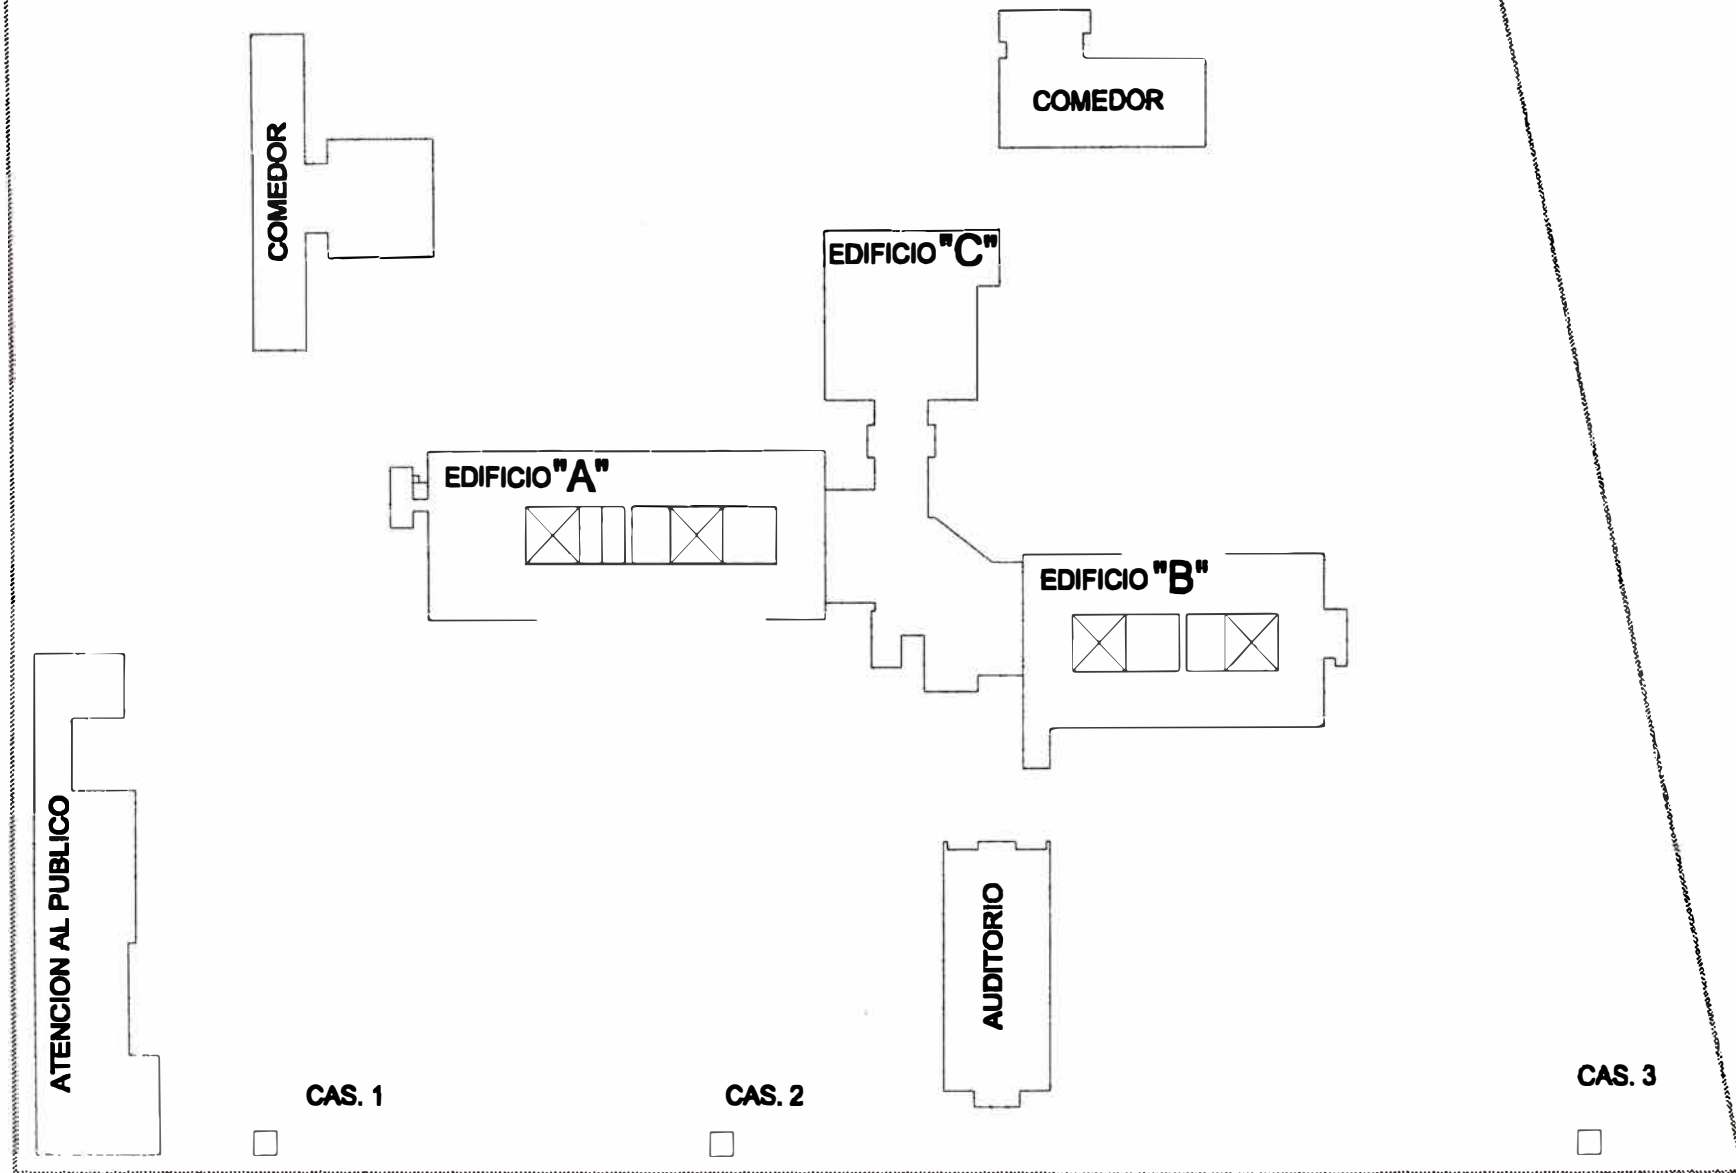 COMEDOR
COMEDOR
EDIFICIO "C"
EDIFICIO "A"
EDIFICIO "B"
ATENCION AL PUBLICO
AUDITORIO
CAS. 1
CAS. 2
CAS. 3